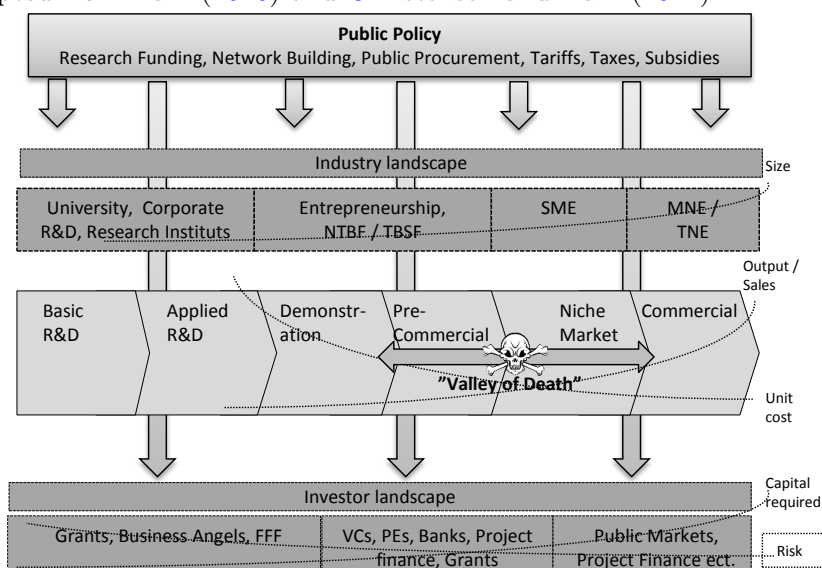 Public Policy
Research Funding, Network Building, Public Procurement, Tariffs, Taxes, Subsidies
Industry landscape
Size
University, Corporate
R&D, Research Instituts
Entrepreneurship,
NTBF / TBSF
SME
MNE /
TNE
Output /
Sales
Basic
R&D
Applied
R&D
Demonstr-
ation
Pre-
Commercial
Niche
Market
Commercial
"Valley of Death"
Unit
cost
Investor landscape
Capital
required
Grants, Business Angels, FFF
VCs, PEs, Banks, Project
finance, Grants
Public Markets,
Project Finance ect.
Risk